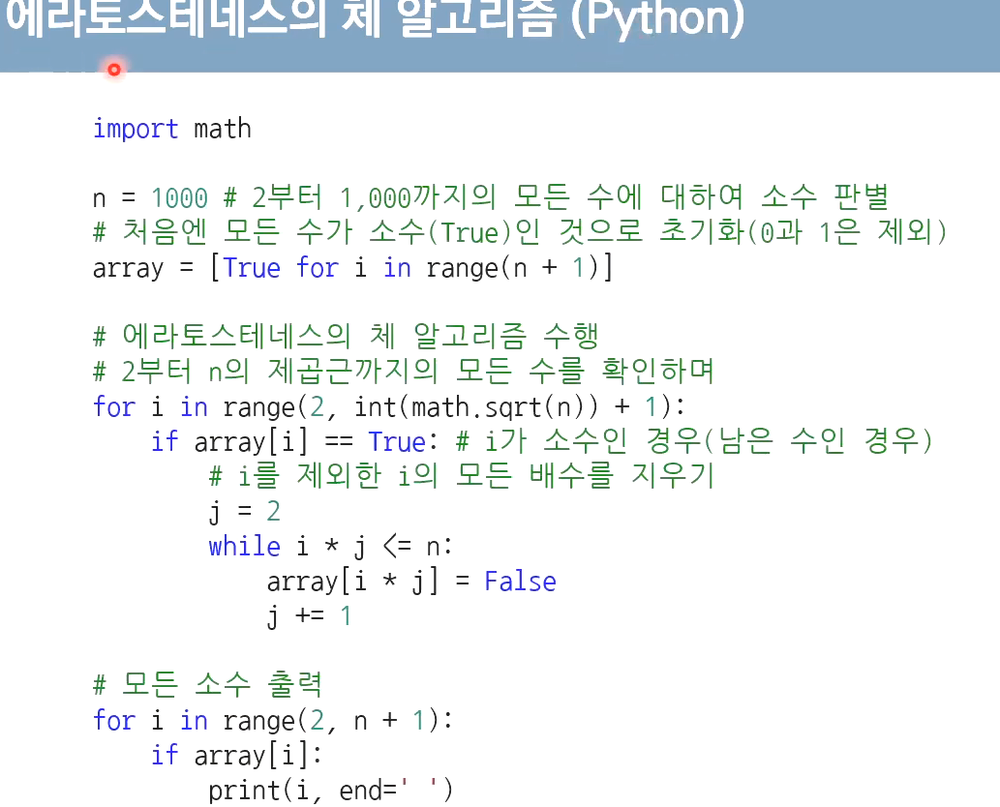 에라토스테네스의 체 알고리즘 (Python)
import math
n = 1000 # 2부터 1,000까지의 모든 수에 대하여 소수 판별
# 처음엔 모든 수가 소수(True)인 것으로 초기화(0과 1은 제외)
array = [True for i in range(n + 1)]
# 에라토스테네스의 체 알고리즘 수행
# 2부터 n의 제곱근까지의 모든 수를 확인하며
for i in range(2, int(math.sqrt(n)) + 1):
    if array[i] == True: # i가 소수인 경우(남은 수인 경우)
        # i를 제외한 i의 모든 배수를 지우기
        j = 2
        while i * j <= n:
            array[i * j] = False
            j += 1
# 모든 소수 출력
for i in range(2, n + 1):
    if array[i]:
        print(i, end=' ')